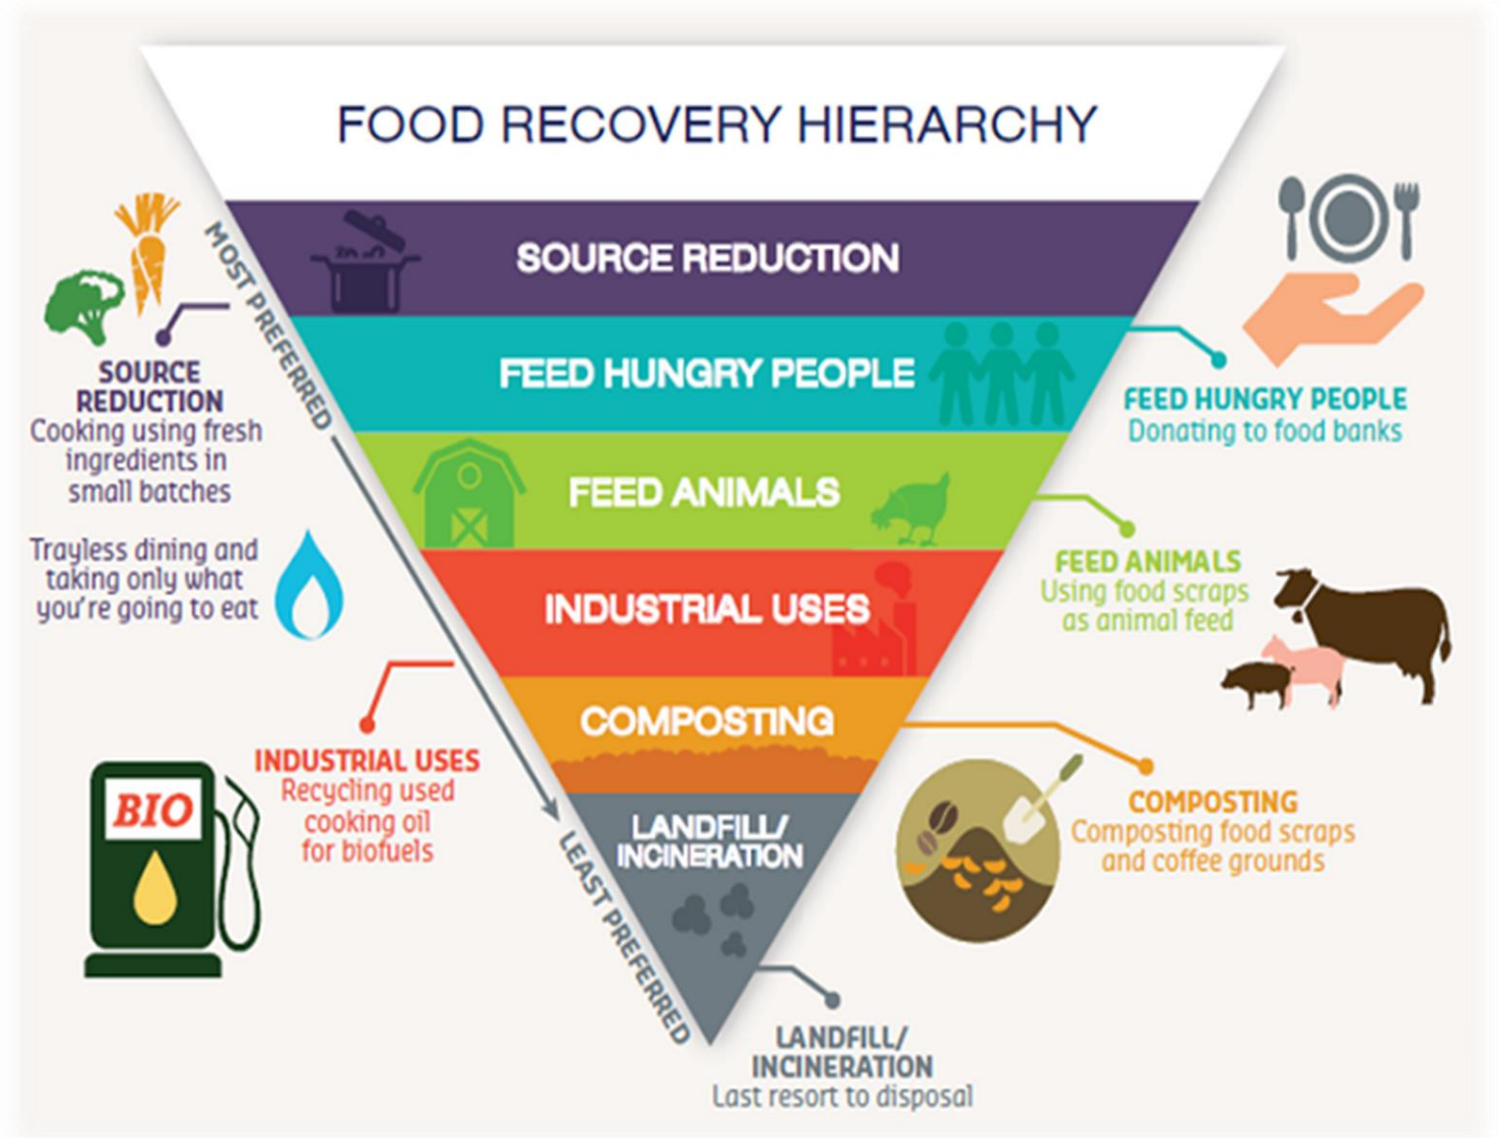 FOOD RECOVERY HIERARCHY
MOST PREFERRED
SOURCE REDUCTION
FEED HUNGRY PEOPLE
FEED ANIMALS
INDUSTRIAL USES
COMPOSTING
LANDFILL/
INCINERATION
LEAST PREFERRED
SOURCE
REDUCTION
Cooking using fresh
ingredients in
small batches
Trayless dining and
taking only what
you're going to eat
INDUSTRIAL USES
Recycling used
cooking oil
for biofuels
BIO
FEED HUNGRY PEOPLE
Donating to food banks
FEED ANIMALS
Using food scraps
as animal feed
COMPOSTING
Composting food scraps
and coffee grounds
LANDFILL/
INCINERATION
Last resort to disposal